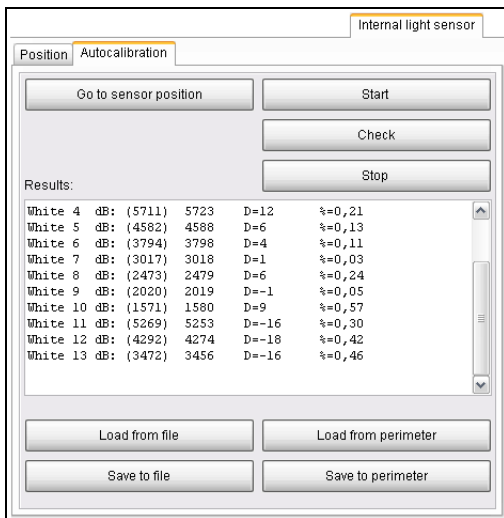 Internal light sensor
Position Autocalibration
Go to sensor position Start
Check
Stop
Results:
White 4 dB: (5711) 5723 D=12 %=0,21
White 5 dB: (4582) 4588 D=6 %=0,13
White 6 dB: (3794) 3798 D=4 %=0,11
White 7 dB: (3017) 3018 D=1 %=0,03
White 8 dB: (2473) 2479 D=6 %=0,24
White 9 dB: (2020) 2019 D=-1 %=0,05
White 10 dB: (1571) 1580 D=9 %=0,57
White 11 dB: (5269) 5253 D=-16 %=0,30
White 12 dB: (4292) 4274 D=-18 %=0,42
White 13 dB: (3472) 3456 D=-16 %=0,46
Load from file Load from perimeter
Save to file Save to perimeter